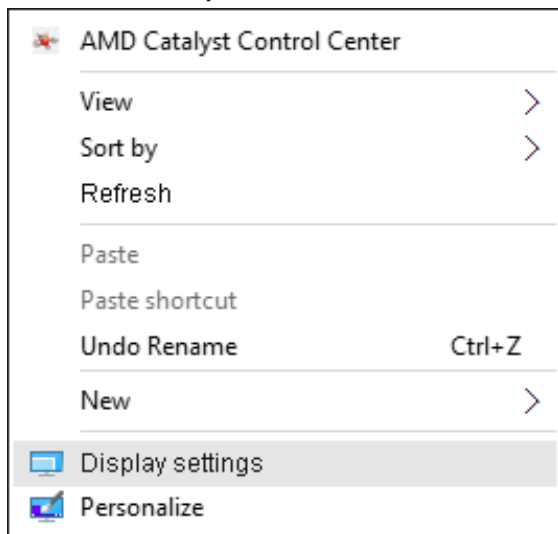 AMD Catalyst Control Center
View
Sort by
Refresh
Paste
Paste shortcut
Undo Rename Ctrl+Z
New
Display settings
Personalize